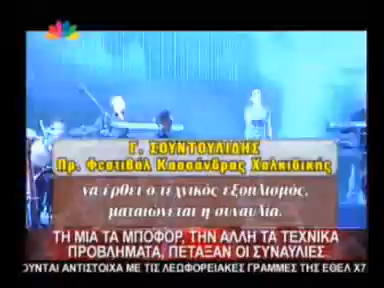 Γ. ΣΟΥΝΤΟΥΛΙΔΗΣ
Πρ. Φεστιβάλ Κασσάνδρας Χαλκιδικής
να έρθει ο τεχνικός εξοπλισμός,
ματαιώνεται η συναυλία.
ΤΗ ΜΙΑ ΤΑ ΜΠΟΦΟΡ, ΤΗΝ ΑΛΛΗ ΤΑ ΤΕΧΝΙΚΑ
ΠΡΟΒΛΗΜΑΤΑ, ΠΕΤΑΞΑΝ ΟΙ ΣΥΝΑΥΛΙΕΣ
ΟΥΝΤΑΙ ΑΝΤΙΣΤΟΙΧΑ ΜΕ ΤΙΣ ΛΕΩΦΟΡΕΙΑΚΕΣ ΓΡΑΜΜΕΣ ΤΗΣ ΕΘΕΛ Χ7